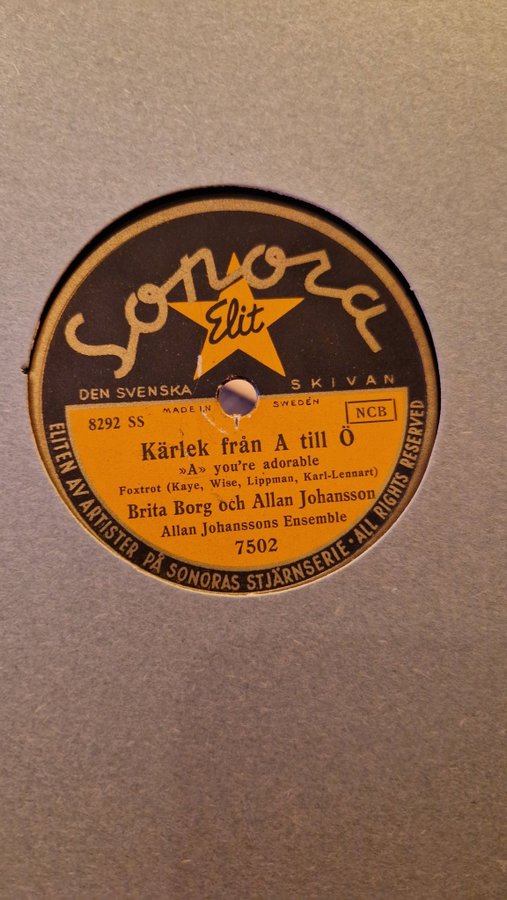 Sonora
Elit
DEN SVENSKA SKIVAN
MADE IN SWEDEN
8292 SS
NCB
Kärlek från A till Ö
»A» you're adorable
Foxtrot (Kaye, Wise, Lippman, Karl-Lennart)
Brita Borg och Allan Johansson
Allan Johanssons Ensemble
7502
ELITEN AV ARTISTER PÅ SONORAS STJÄRNSERIE · ALL RIGHTS RESERVED